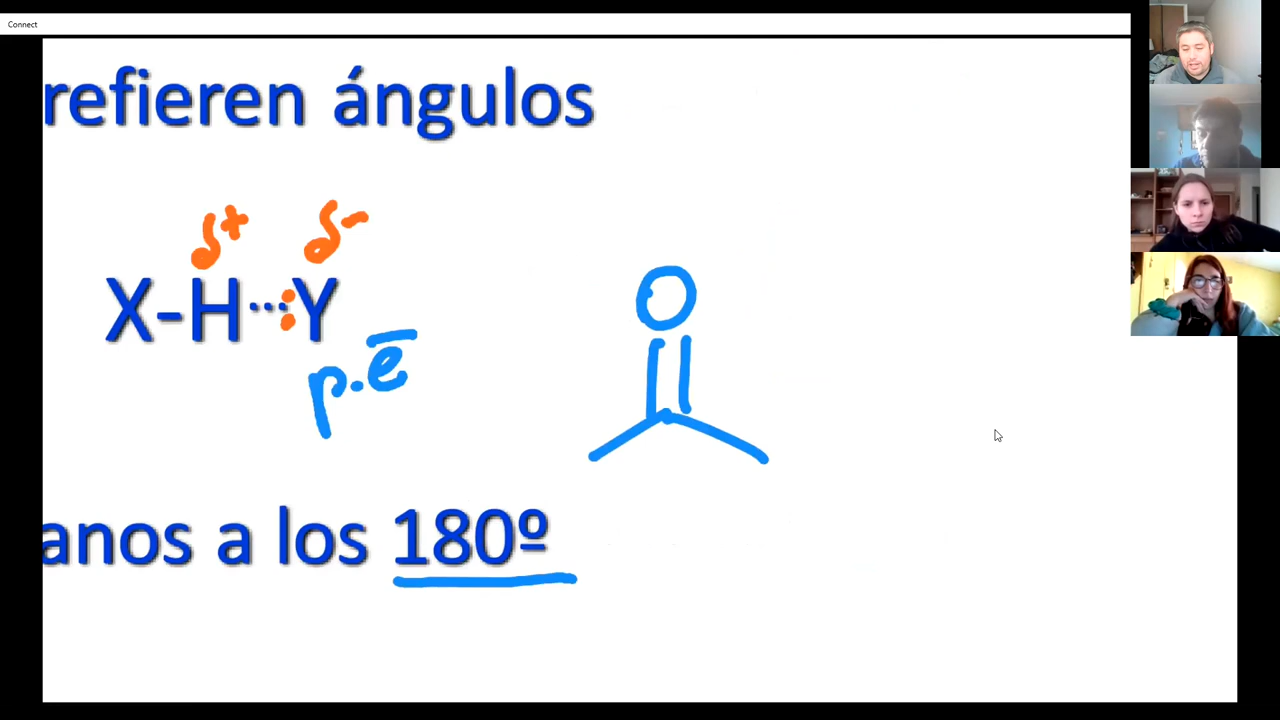 Connect
refieren ángulos
δ+ δ-
X-H···:Y
p.e̅
O
anos a los 180º